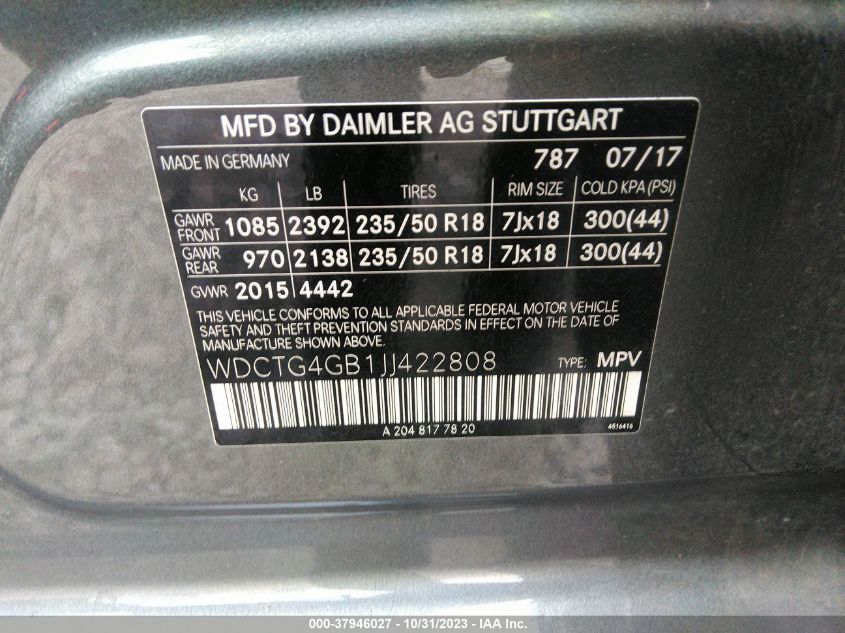 MFD BY DAIMLER AG STUTTGART
MADE IN GERMANY 787 07/17
KG LB TIRES RIM SIZE COLD KPA (PSI)
GAWR FRONT 1085 2392 235/50 R18 7Jx18 300(44)
GAWR REAR 970 2138 235/50 R18 7Jx18 300(44)
GVWR 2015 4442
THIS VEHICLE CONFORMS TO ALL APPLICABLE FEDERAL MOTOR VEHICLE
SAFETY AND THEFT PREVENTION STANDARDS IN EFFECT ON THE DATE OF
MANUFACTURE SHOWN ABOVE.
WDCTG4GB1JJ422808 TYPE: MPV
A 204 817 78 20 4516416
000-37946027 - 10/31/2023 - IAA Inc.